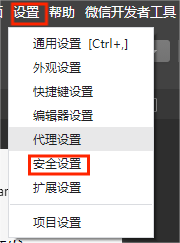 设置 帮助 微信开发者工具
通用设置 [Ctrl+,]
外观设置
快捷键设置
编辑器设置
代理设置
安全设置
扩展设置
项目设置